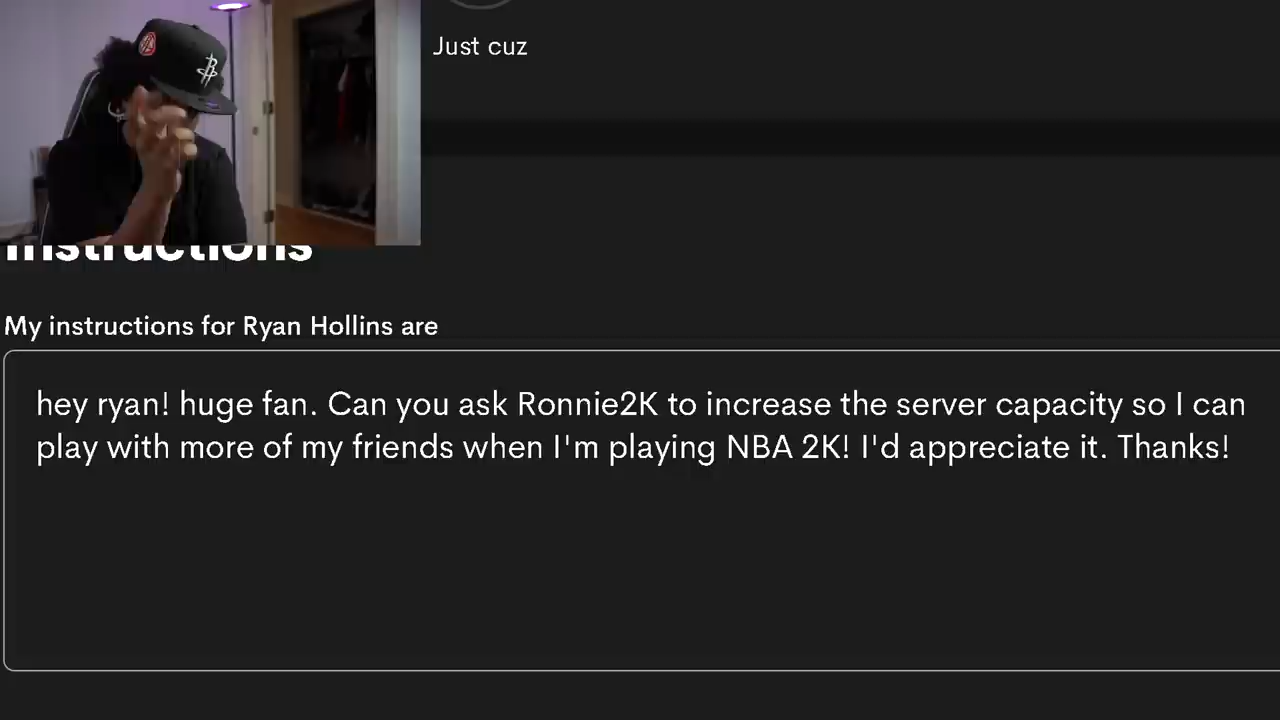 Just cuz
Instructions
My instructions for Ryan Hollins are
hey ryan! huge fan. Can you ask Ronnie2K to increase the server capacity so I can
play with more of my friends when I'm playing NBA 2K! I'd appreciate it. Thanks!